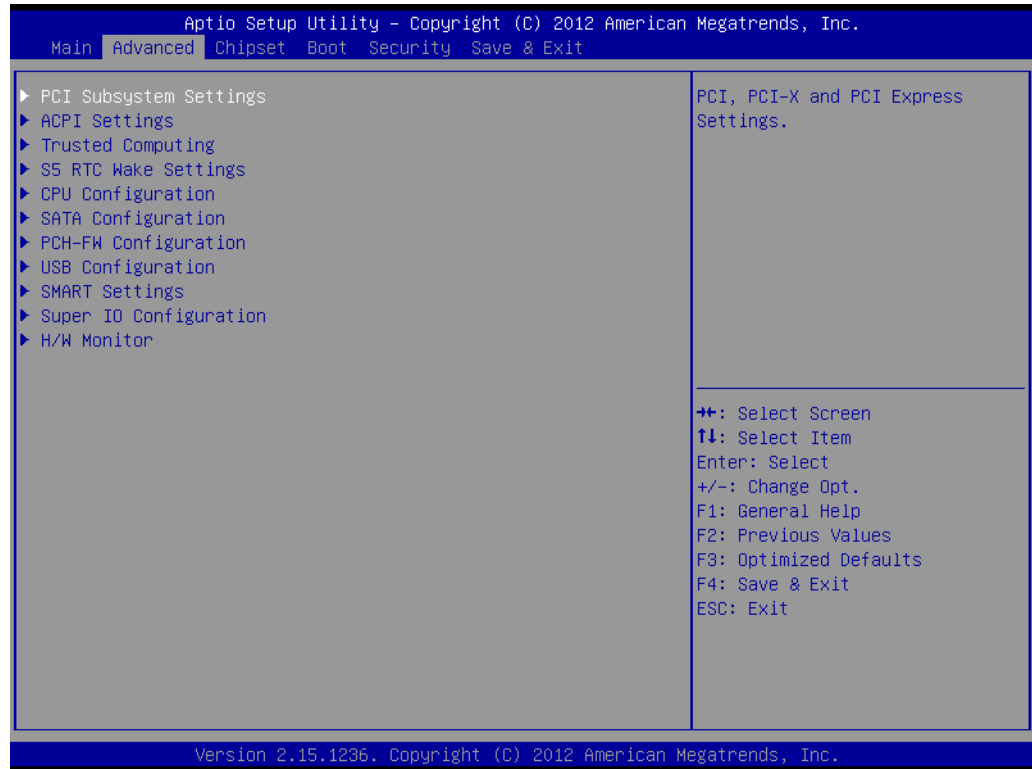 Aptio Setup Utility – Copyright (C) 2012 American Megatrends, Inc.
Main Advanced Chipset Boot Security Save & Exit
▶ PCI Subsystem Settings
▶ ACPI Settings
▶ Trusted Computing
▶ S5 RTC Wake Settings
▶ CPU Configuration
▶ SATA Configuration
▶ PCH-FW Configuration
▶ USB Configuration
▶ SMART Settings
▶ Super IO Configuration
▶ H/W Monitor
PCI, PCI-X and PCI Express
Settings.
→←: Select Screen
↑↓: Select Item
Enter: Select
+/-: Change Opt.
F1: General Help
F2: Previous Values
F3: Optimized Defaults
F4: Save & Exit
ESC: Exit
Version 2.15.1236. Copyright (C) 2012 American Megatrends, Inc.